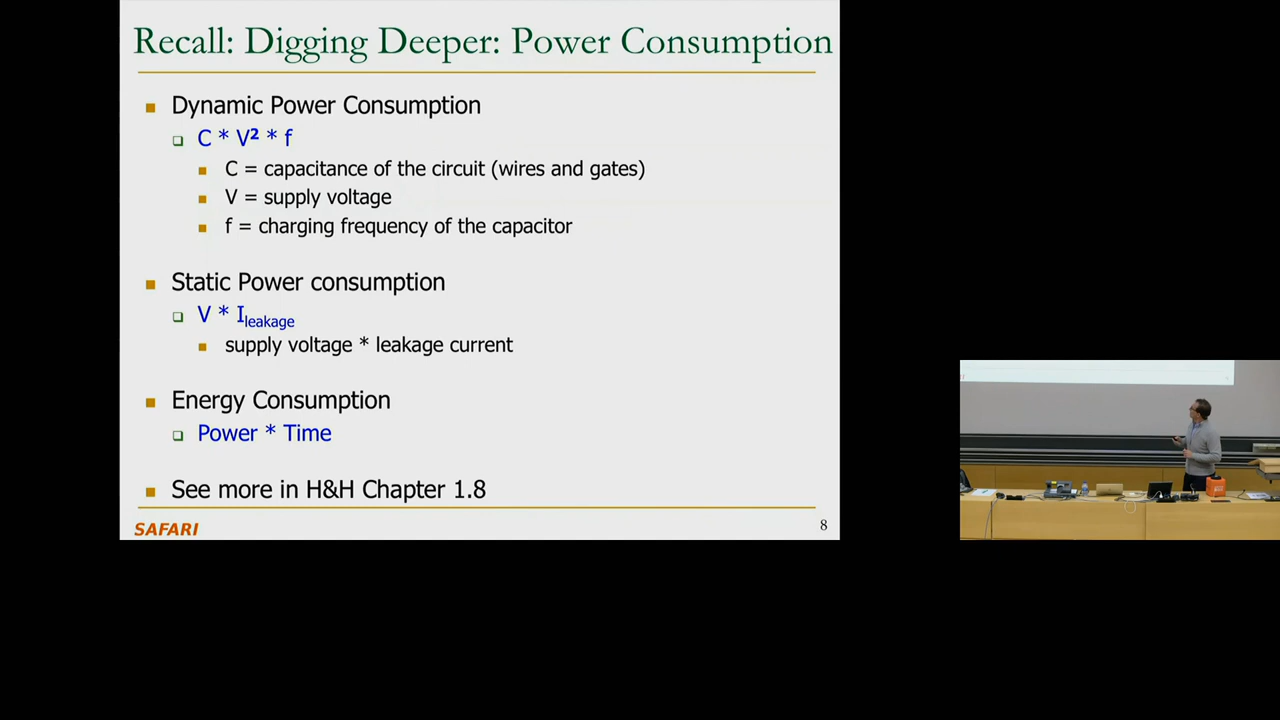 Recall: Digging Deeper: Power Consumption
Dynamic Power Consumption
C * V² * f
C = capacitance of the circuit (wires and gates)
V = supply voltage
f = charging frequency of the capacitor
Static Power consumption
V * Ileakage
supply voltage * leakage current
Energy Consumption
Power * Time
See more in H&H Chapter 1.8
SAFARI
8